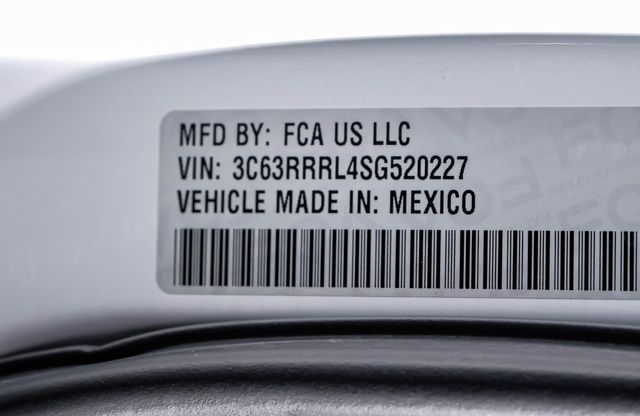 MFD BY: FCA US LLC
VIN: 3C63RRRL4SG520227
VEHICLE MADE IN: MEXICO